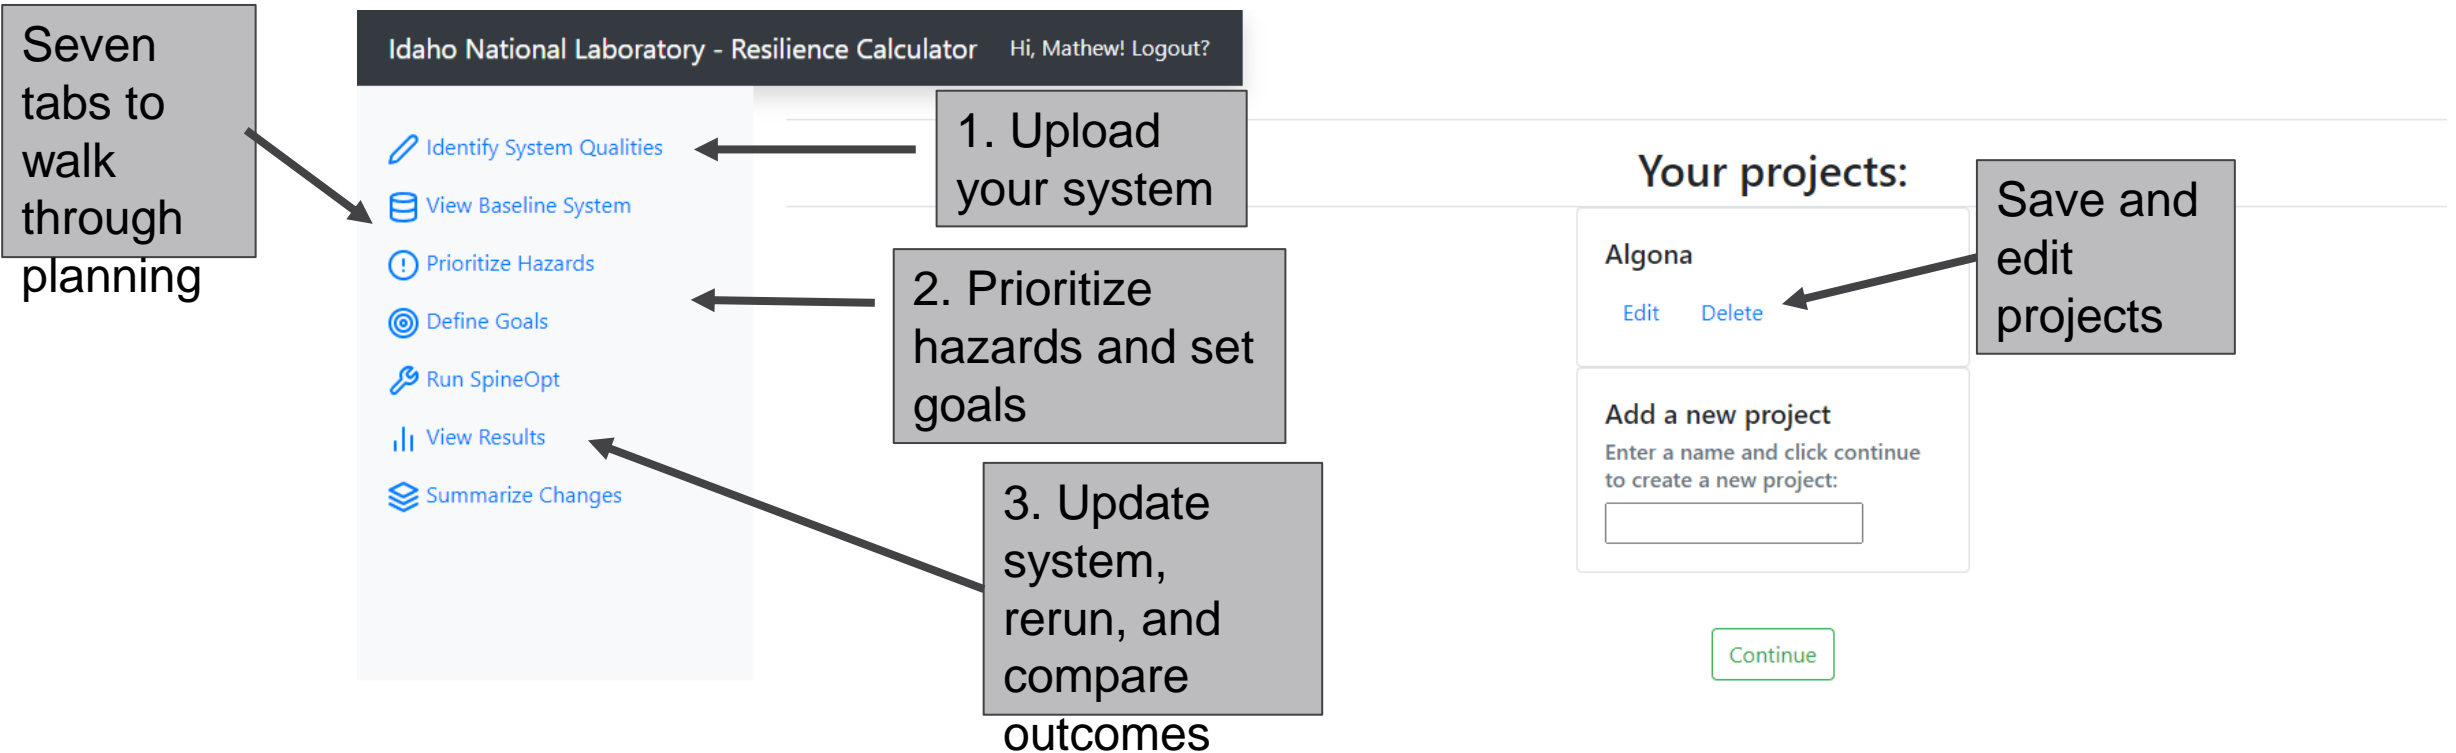 Seven
tabs to
walk
through
planning
Idaho National Laboratory - Resilience Calculator Hi, Mathew! Logout?
Identify System Qualities
View Baseline System
Prioritize Hazards
Define Goals
Run SpineOpt
View Results
Summarize Changes
1. Upload
your system
2. Prioritize
hazards and set
goals
3. Update
system,
rerun, and
compare
outcomes
Your projects:
Algona
Edit Delete
Save and
edit
projects
Add a new project
Enter a name and click continue
to create a new project:
Continue